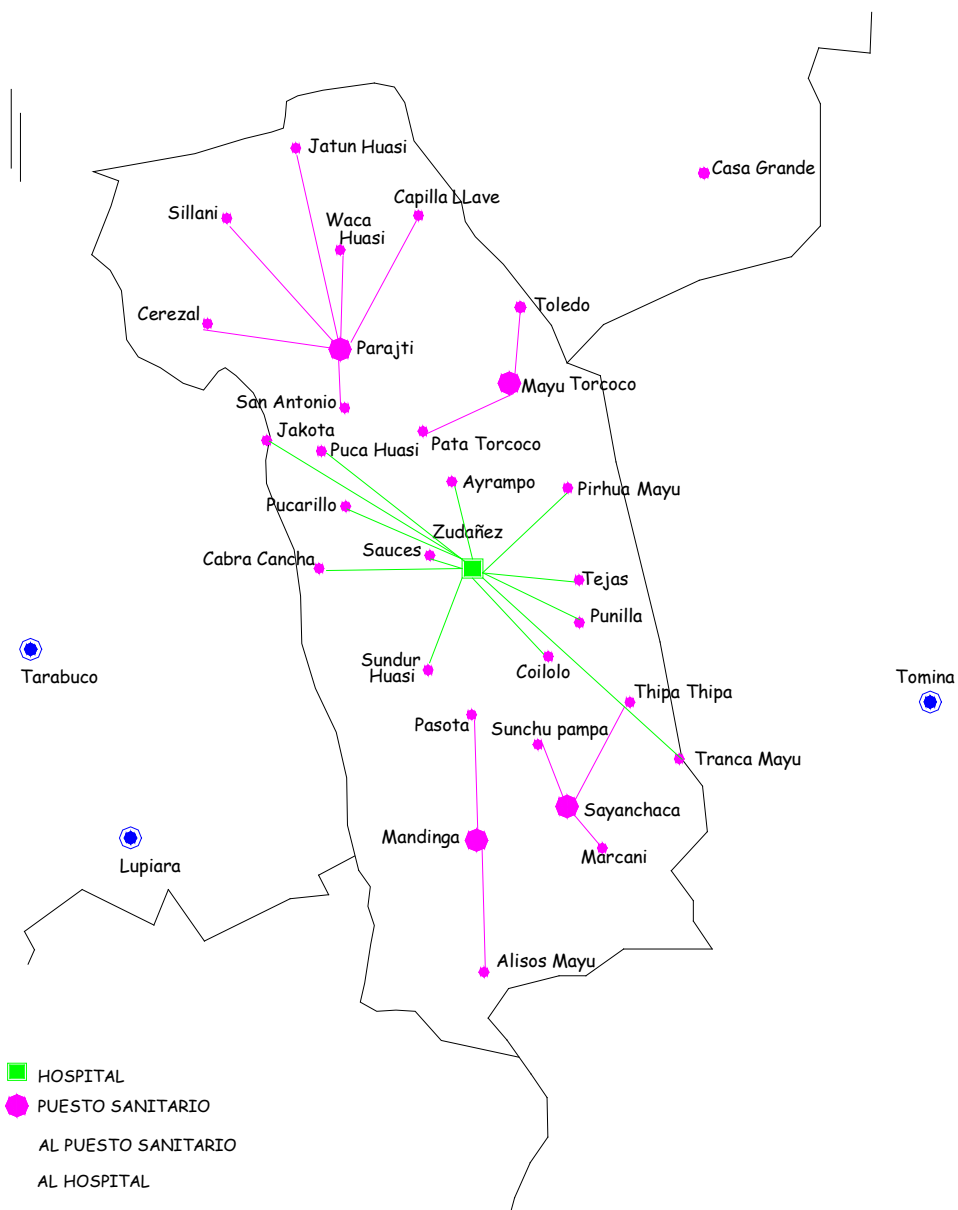 Jatun Huasi
Casa Grande
Capilla LLave
Sillani
Waca
Huasi
Cerezal
Toledo
Parajti
Mayu Torcoco
San Antonio
Jakota
Puca Huasi
Pata Torcoco
Ayrampo
Pirhua Mayu
Pucarillo
Zudañez
Sauces
Cabra Cancha
Tejas
Punilla
Sundur
Huasi
Coilolo
Tarabuco
Tomina
Thipa Thipa
Pasota
Sunchu pampa
Tranca Mayu
Sayanchaca
Mandinga
Marcani
Lupiara
Alisos Mayu
HOSPITAL
PUESTO SANITARIO
AL PUESTO SANITARIO
AL HOSPITAL